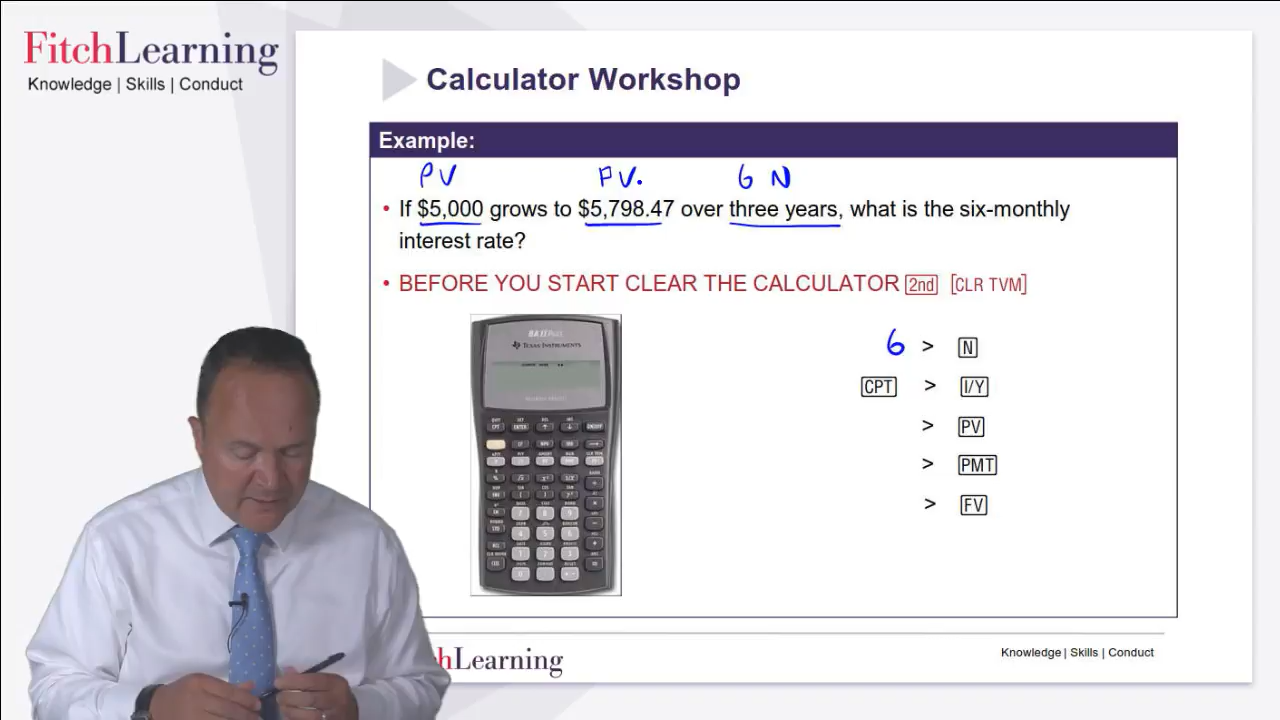 FitchLearning
Knowledge | Skills | Conduct
Calculator Workshop
Example:
PV FV. 6 N
• If $5,000 grows to $5,798.47 over three years, what is the six-monthly
interest rate?
• BEFORE YOU START CLEAR THE CALCULATOR 2nd [CLR TVM]
BA II Plus
TEXAS INSTRUMENTS
6 > N
CPT > I/Y
> PV
> PMT
> FV
hLearning
Knowledge | Skills | Conduct